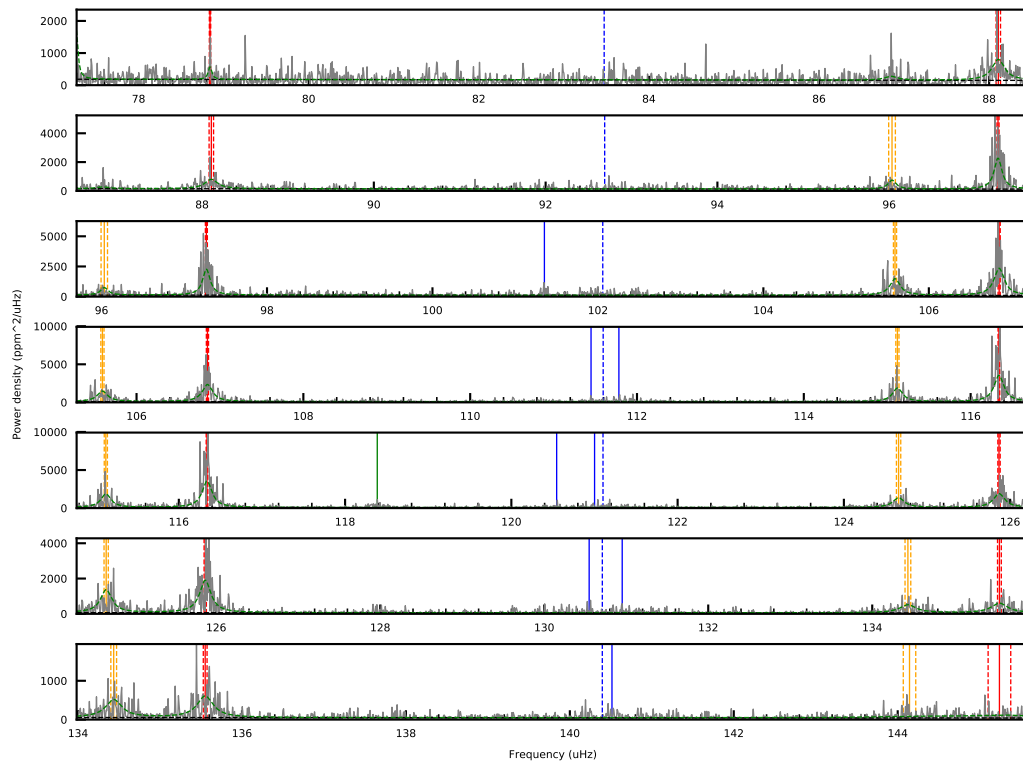 2000
1000
0
78 80 82 84 86 88
4000
2000
0
88 90 92 94 96
5000
2500
0
96 98 100 102 104 106
10000
5000
0
106 108 110 112 114 116
10000
5000
0
116 118 120 122 124 126
4000
2000
0
126 128 130 132 134
1000
0
134 136 138 140 142 144
Power density (ppm^2/uHz)
Frequency (uHz)